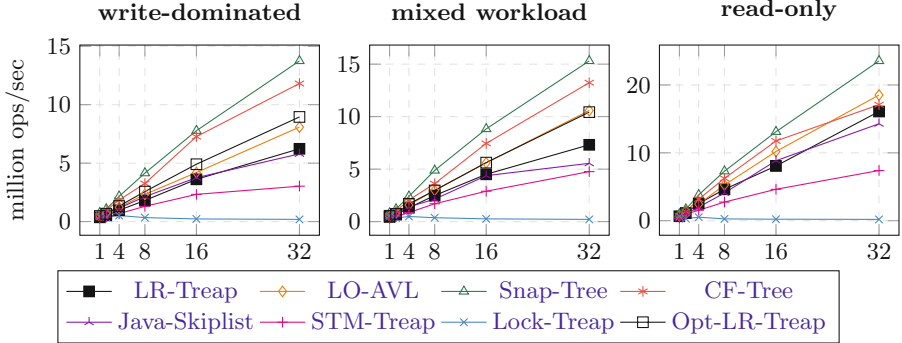 write-dominated mixed workload read-only
million ops/sec
15
10
5
0
1 4 8 16 32
15
10
5
0
1 4 8 16 32
20
10
0
1 4 8 16 32
LR-Treap LO-AVL Snap-Tree CF-Tree
Java-Skiplist STM-Treap Lock-Treap Opt-LR-Treap